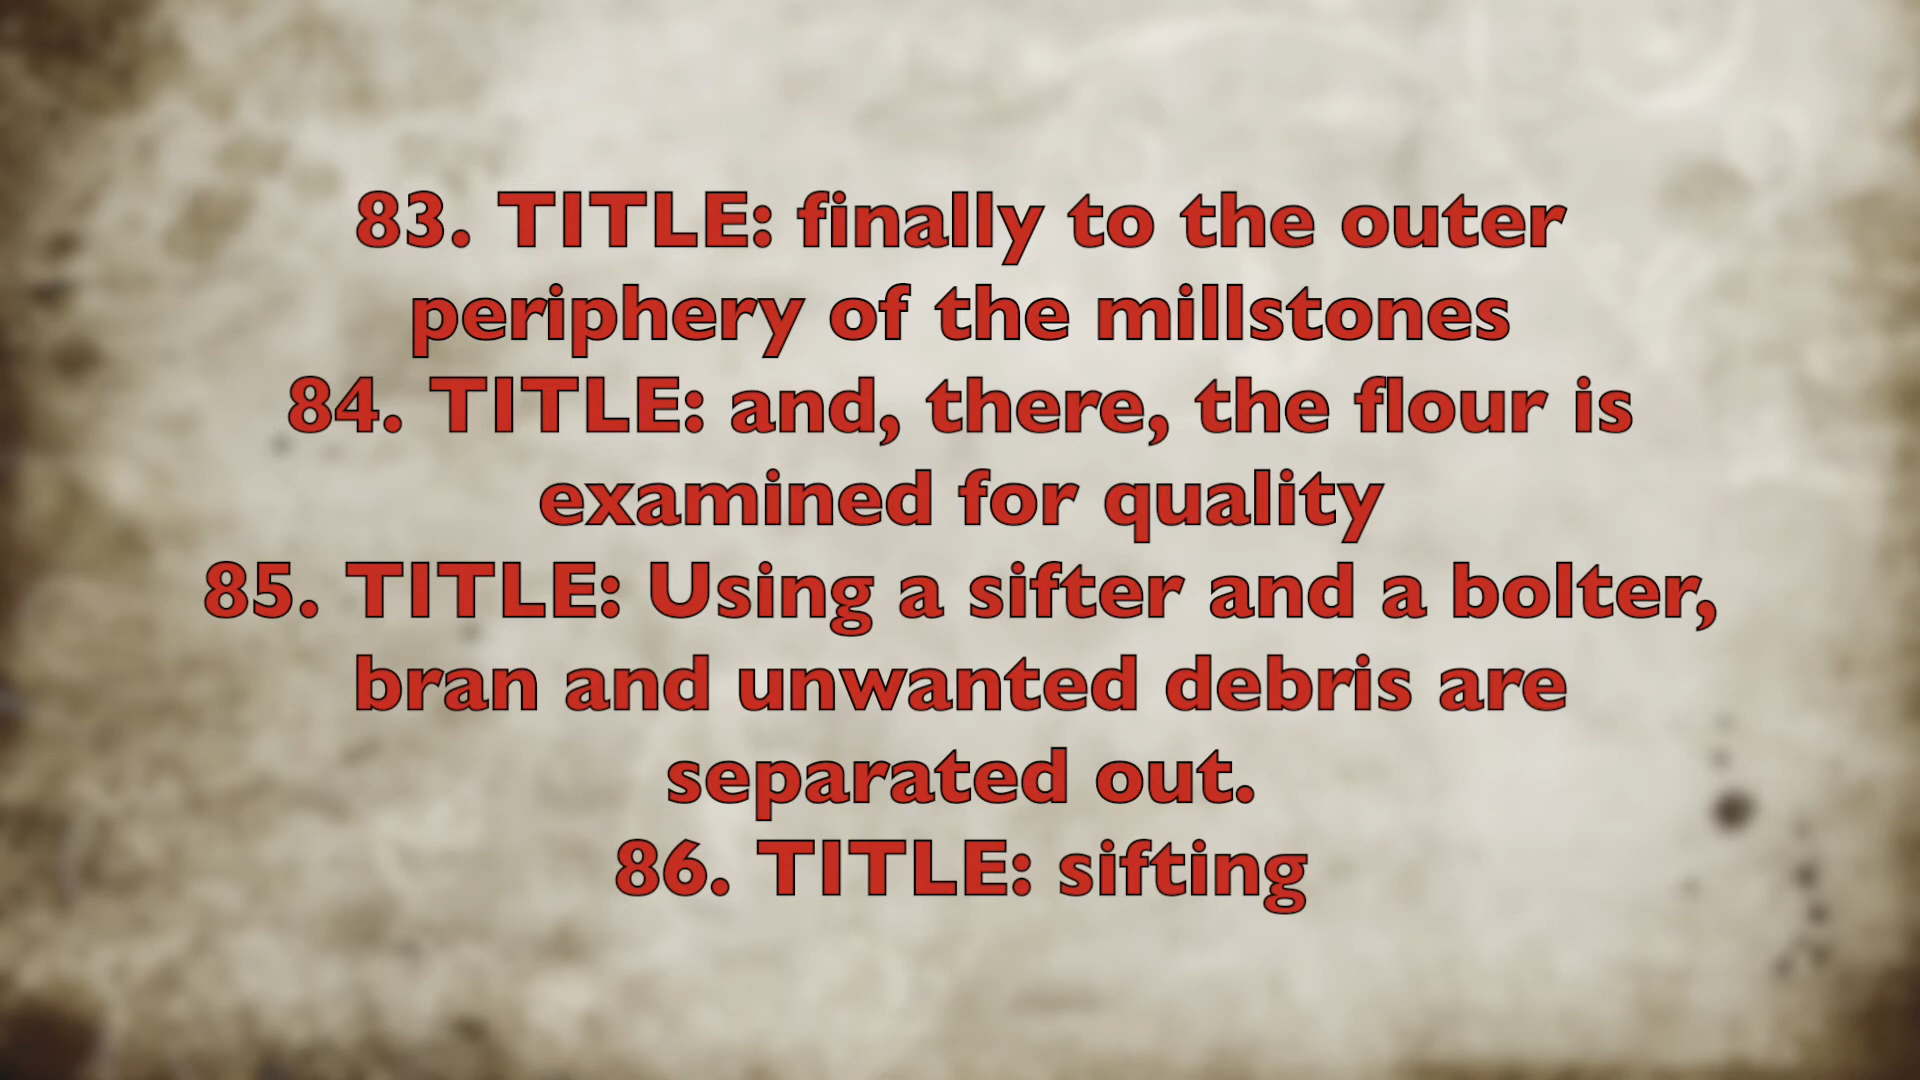 83. TITLE: finally to the outer
periphery of the millstones
84. TITLE: and, there, the flour is
examined for quality
85. TITLE: Using a sifter and a bolter,
bran and unwanted debris are
separated out.
86. TITLE: sifting